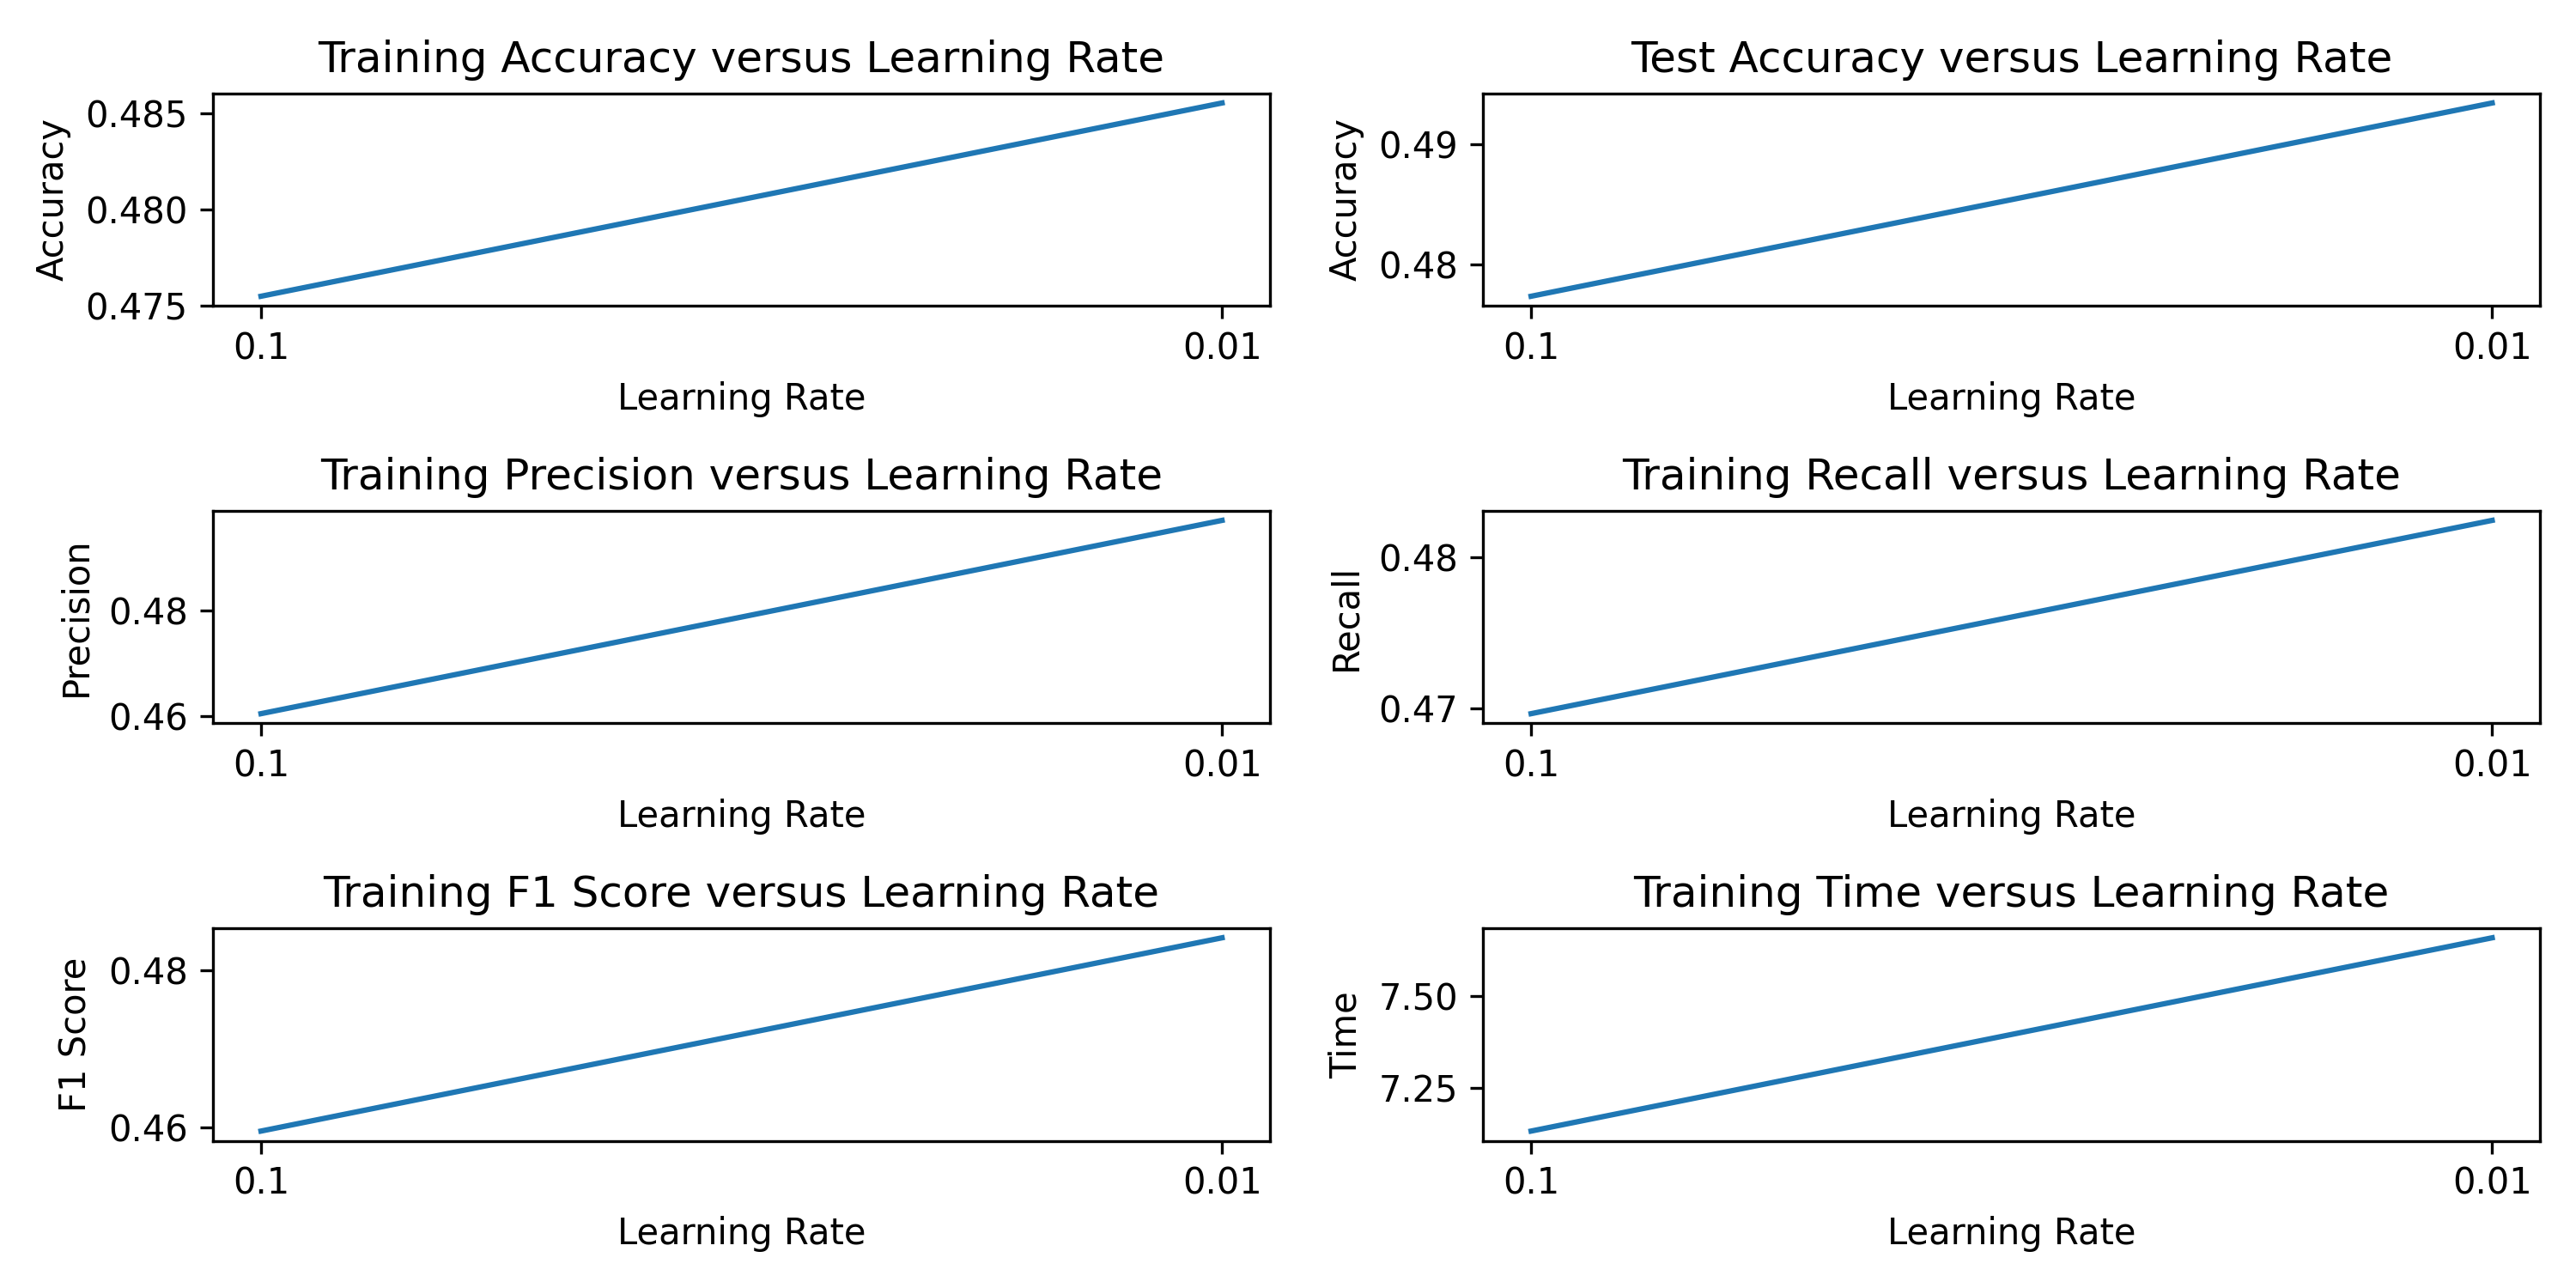 Training Accuracy versus Learning Rate
Accuracy
0.485
0.480
0.475
0.1
0.01
Learning Rate
Test Accuracy versus Learning Rate
Accuracy
0.49
0.48
0.1
0.01
Learning Rate
Training Precision versus Learning Rate
Precision
0.48
0.46
0.1
0.01
Learning Rate
Training Recall versus Learning Rate
Recall
0.48
0.47
0.1
0.01
Learning Rate
Training F1 Score versus Learning Rate
F1 Score
0.48
0.46
0.1
0.01
Learning Rate
Training Time versus Learning Rate
Time
7.50
7.25
0.1
0.01
Learning Rate